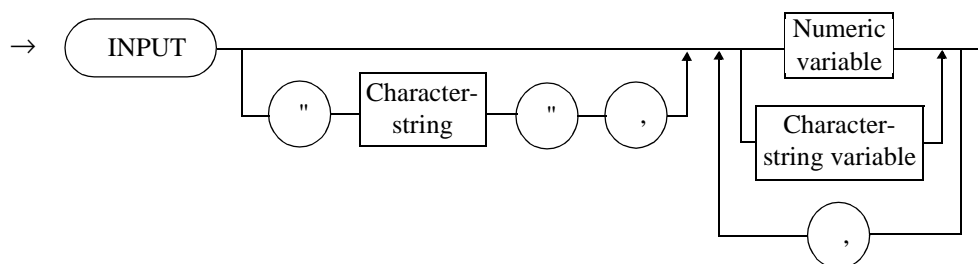 → INPUT
Numeric
variable
" Character-
string " ,
Character-
string variable
,